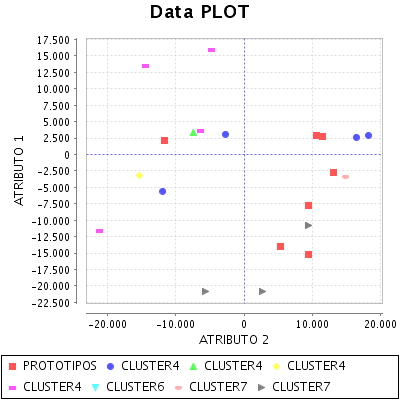 Data PLOT
17.500
15.000
12.500
10.000
7.500
5.000
2.500
0
-2.500
-5.000
-7.500
-10.000
-12.500
-15.000
-17.500
-20.000
-22.500
ATRIBUTO 1
-20.000 -10.000 0 10.000 20.000
ATRIBUTO 2
PROTOTIPOS CLUSTER4 CLUSTER4 CLUSTER4
CLUSTER4 CLUSTER6 CLUSTER7 CLUSTER7